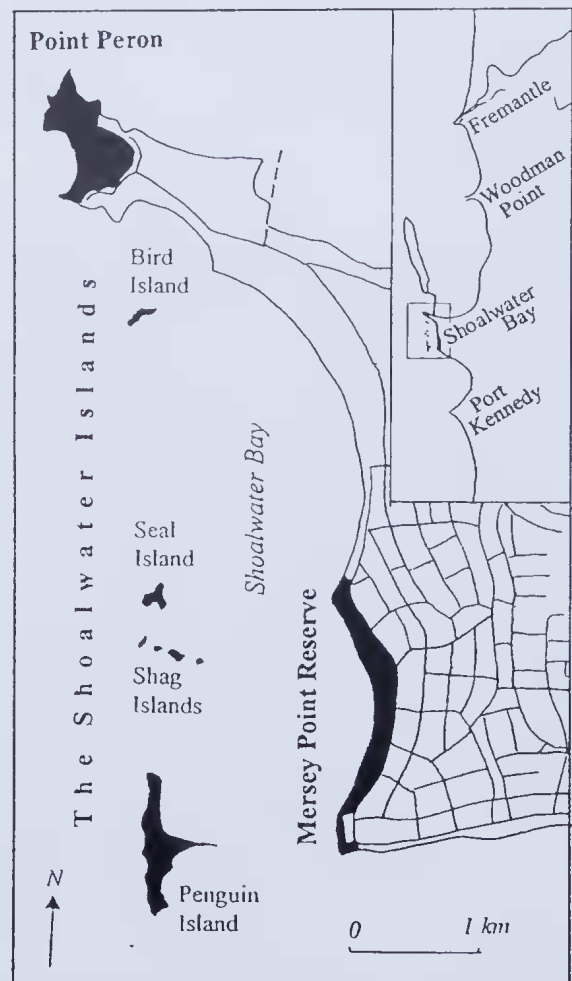 Point Peron
Fremantle
Woodman
Point
Shoalwater
Bay
Port
Kennedy
Bird
Island
The Shoalwater Islands
Shoalwater Bay
Seal
Island
Shag
Islands
Mersey Point Reserve
Penguin
Island
N
0 1 km